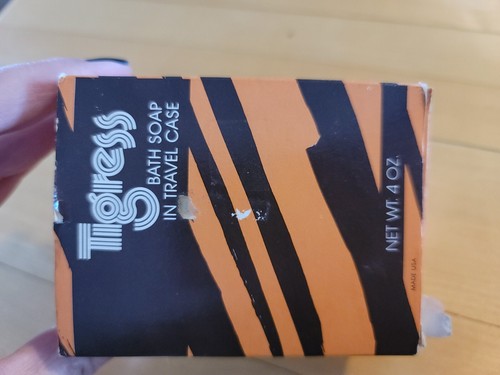 Tigress
BATH SOAP
IN TRAVEL CASE
NET WT. 4 OZ.
MADE USA